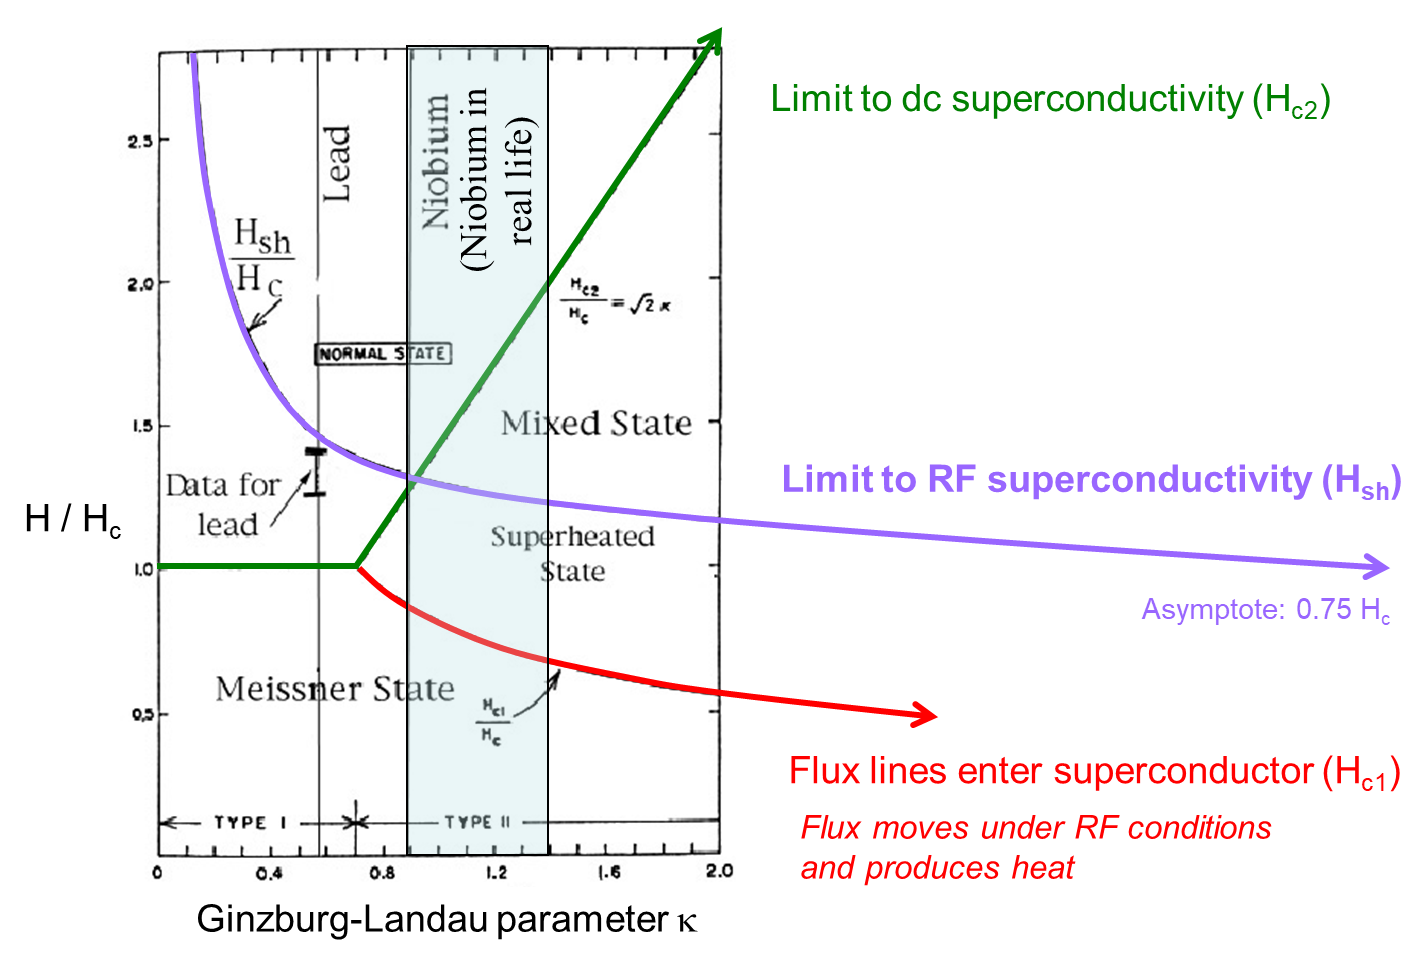 Limit to dc superconductivity (Hc2)
2.5
Lead
Niobium
(Niobium in
real life)
Hsh
Hc
2.0
Hc2
Hc
= √2 κ
NORMAL STATE
Mixed State
1.5
Data for
lead
H / Hc
Limit to RF superconductivity (Hsh)
Superheated
State
1.0
Asymptote: 0.75 Hc
Meissner State
Hc1
Hc
0.5
Flux lines enter superconductor (Hc1)
Flux moves under RF conditions
and produces heat
TYPE I
TYPE II
0 0.4 0.8 1.2 1.6 2.0
Ginzburg-Landau parameter κ